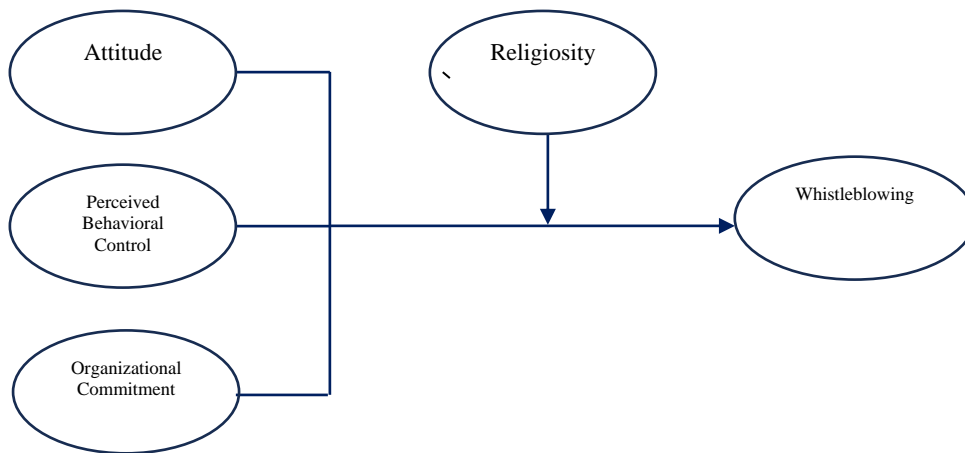 Attitude
Religiosity
Perceived
Behavioral
Control
Whistleblowing
Organizational
Commitment